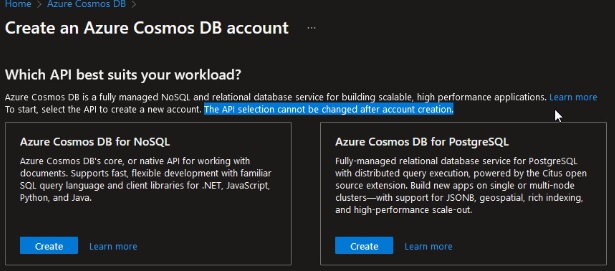 Home > Azure Cosmos DB >
Create an Azure Cosmos DB account ...
Which API best suits your workload?
Azure Cosmos DB is a fully managed NoSQL and relational database service for building scalable, high performance applications. Learn more
To start, select the API to create a new account. The API selection cannot be changed after account creation.
Azure Cosmos DB for NoSQL
Azure Cosmos DB's core, or native API for working with
documents. Supports fast, flexible development with familiar
SQL query language and client libraries for .NET, JavaScript,
Python, and Java.
Create
Learn more
Azure Cosmos DB for PostgreSQL
Fully-managed relational database service for PostgreSQL
with distributed query execution, powered by the Citus open
source extension. Build new apps on single or multi-node
clusters—with support for JSONB, geospatial, rich indexing,
and high-performance scale-out.
Create
Learn more